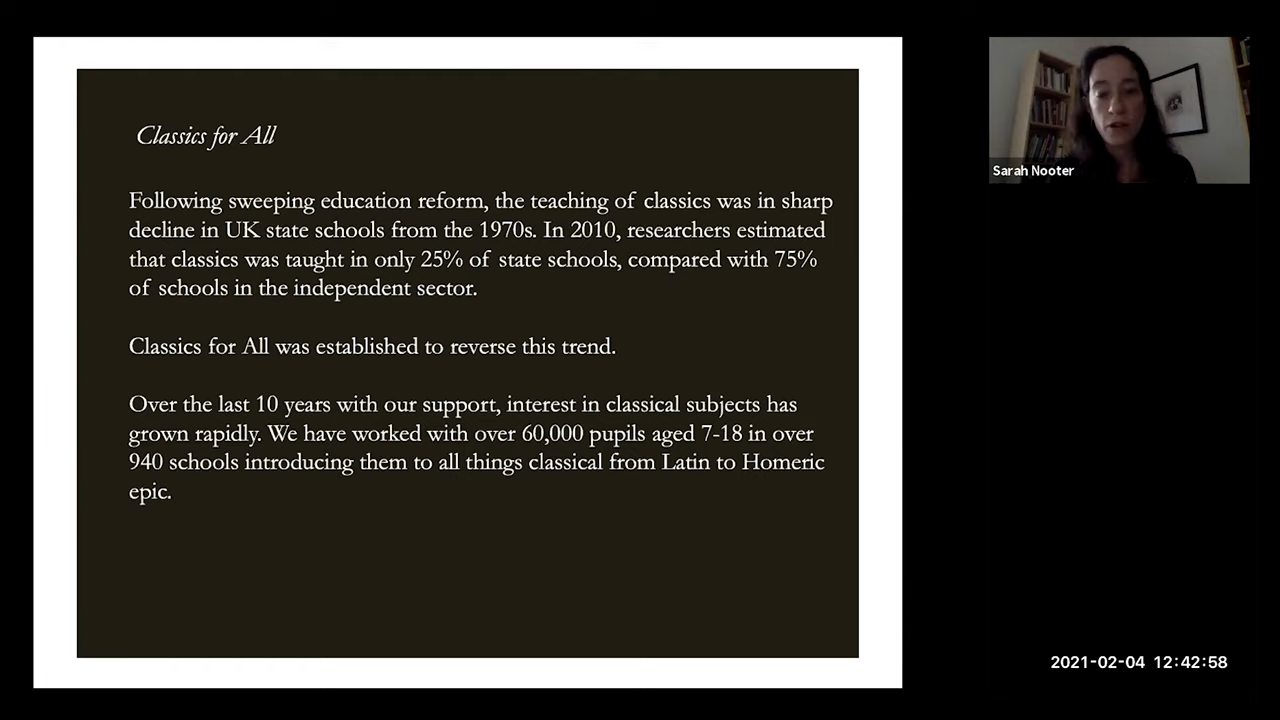 Classics for All
Following sweeping education reform, the teaching of classics was in sharp
decline in UK state schools from the 1970s. In 2010, researchers estimated
that classics was taught in only 25% of state schools, compared with 75%
of schools in the independent sector.
Classics for All was established to reverse this trend.
Over the last 10 years with our support, interest in classical subjects has
grown rapidly. We have worked with over 60,000 pupils aged 7-18 in over
940 schools introducing them to all things classical from Latin to Homeric
epic.
Sarah Nooter
2021-02-04 12:42:58